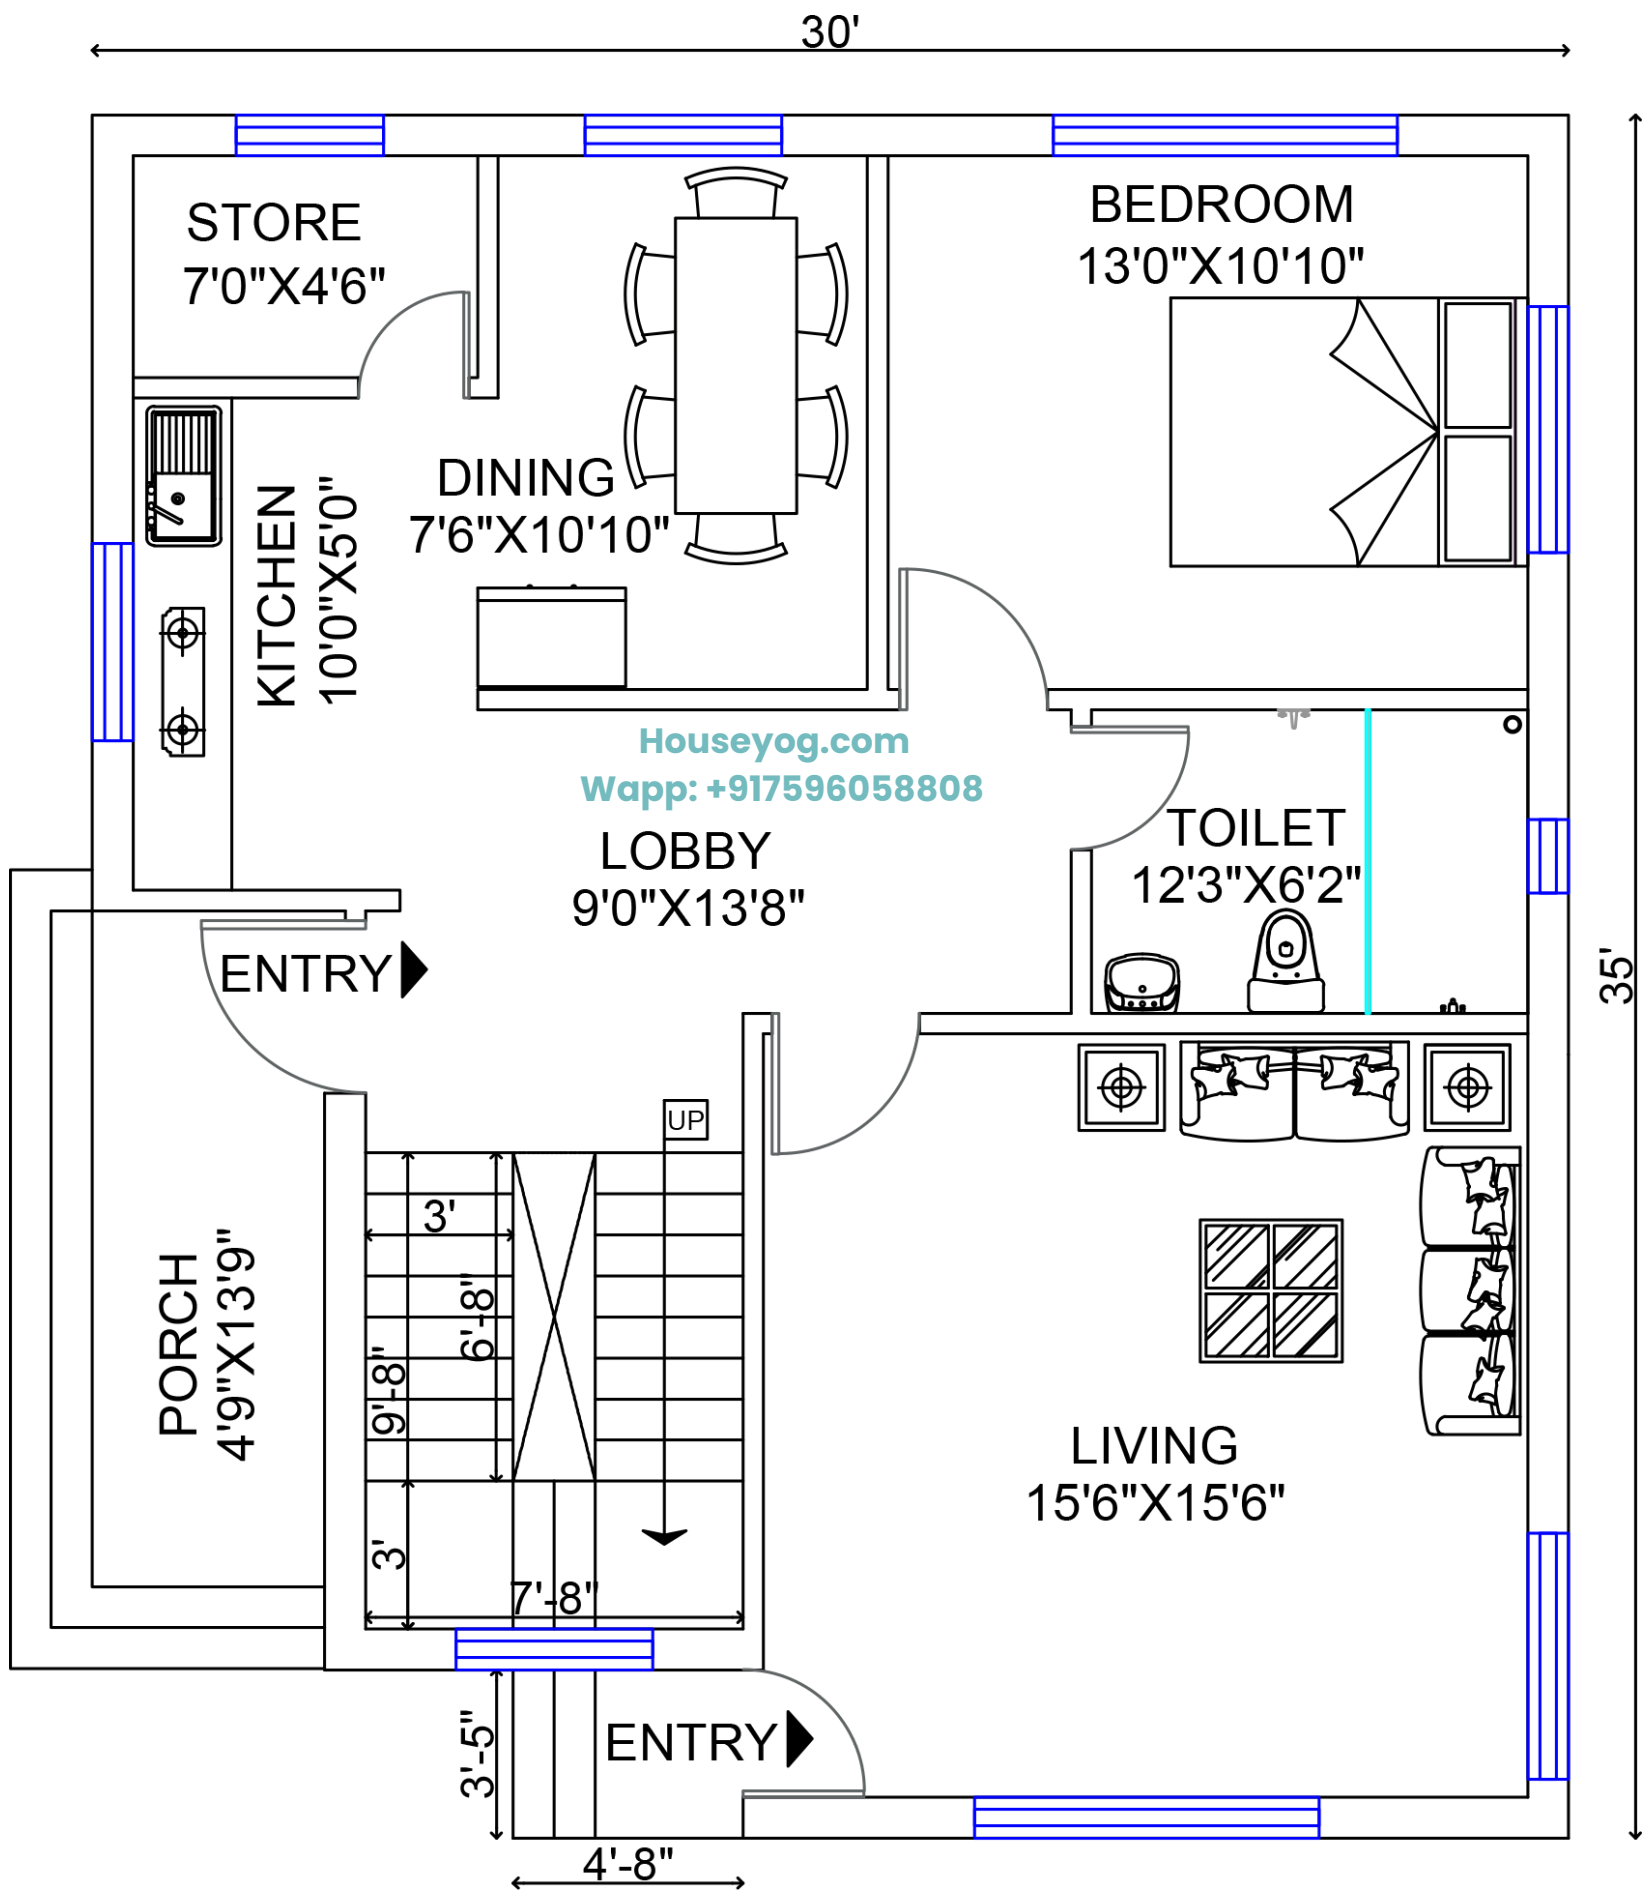 30'
STORE
7'0"X4'6"
BEDROOM
13'0"X10'10"
DINING
7'6"X10'10"
KITCHEN
10'0"X5'0"
Houseyog.com
Wapp: +917596058808
LOBBY
9'0"X13'8"
TOILET
12'3"X6'2"
35'
ENTRY
UP
3'
6'-8"
9'-8"
PORCH
4'9"X13'9"
LIVING
15'6"X15'6"
3'
7'-8"
3'-5"
ENTRY
4'-8"